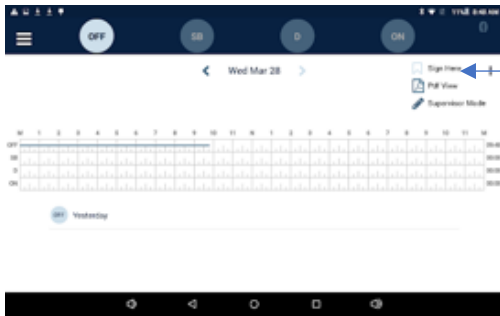 OFF SB D ON 0
Wed Mar 28
Sign Here
Pdf View
Supervisor Mode
M 1 2 3 4 5 6 7 8 9 10 11 N 1 2 3 4 5 6 7 8 9 10 11 M
OFF
SB
D
ON
OFF Yesterday